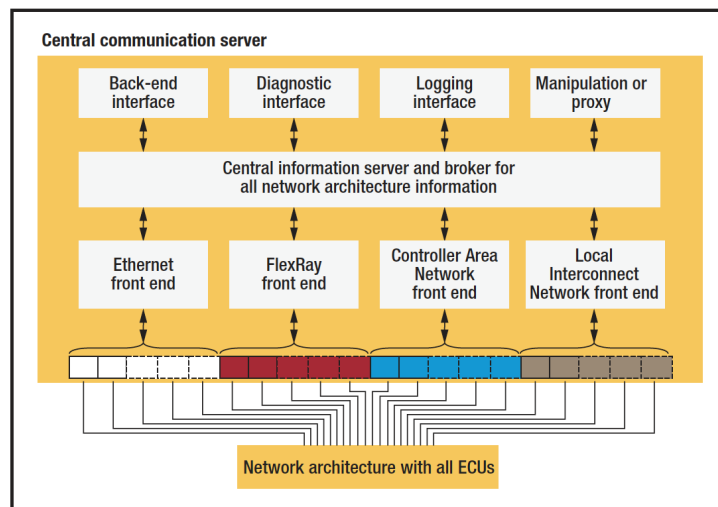 Central communication server
Back-end
interface
Diagnostic
interface
Logging
interface
Manipulation or
proxy
Central information server and broker for
all network architecture information
Ethernet
front end
FlexRay
front end
Controller Area
Network
front end
Local
Interconnect
Network front end
Network architecture with all ECUs